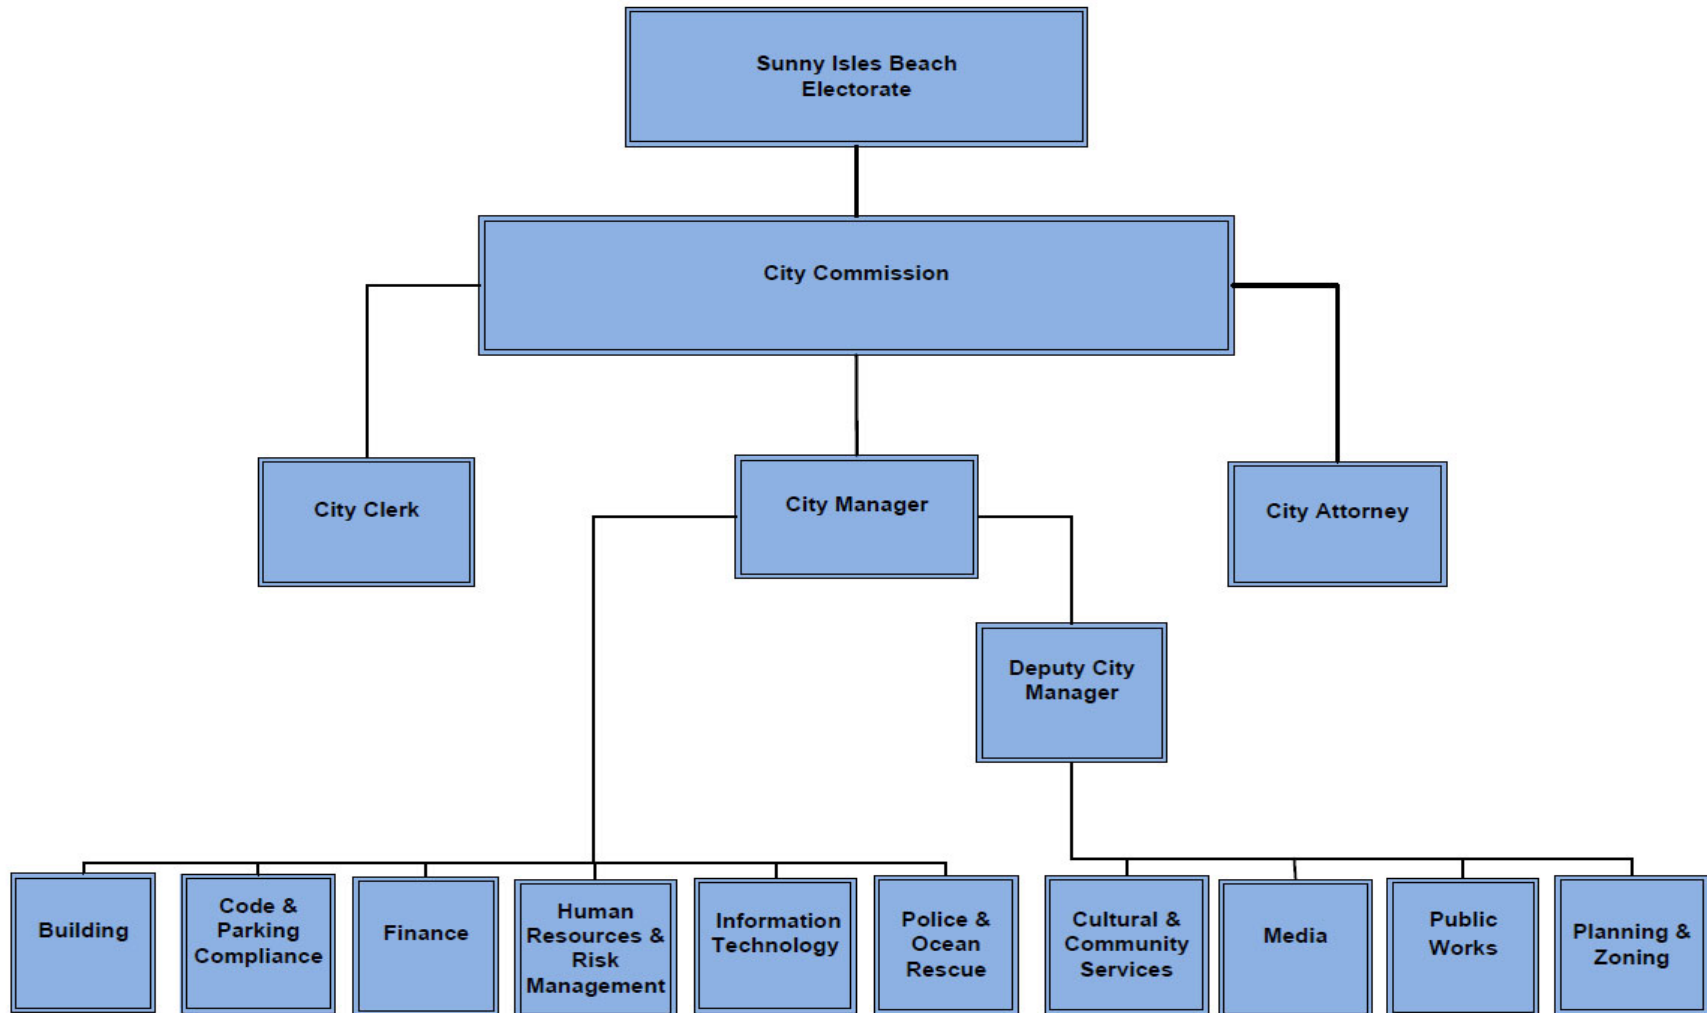 Sunny Isles Beach
Electorate
City Commission
City Clerk
City Manager
City Attorney
Deputy City
Manager
Building
Code &
Parking
Compliance
Finance
Human
Resources &
Risk
Management
Information
Technology
Police &
Ocean
Rescue
Cultural &
Community
Services
Media
Public
Works
Planning &
Zoning